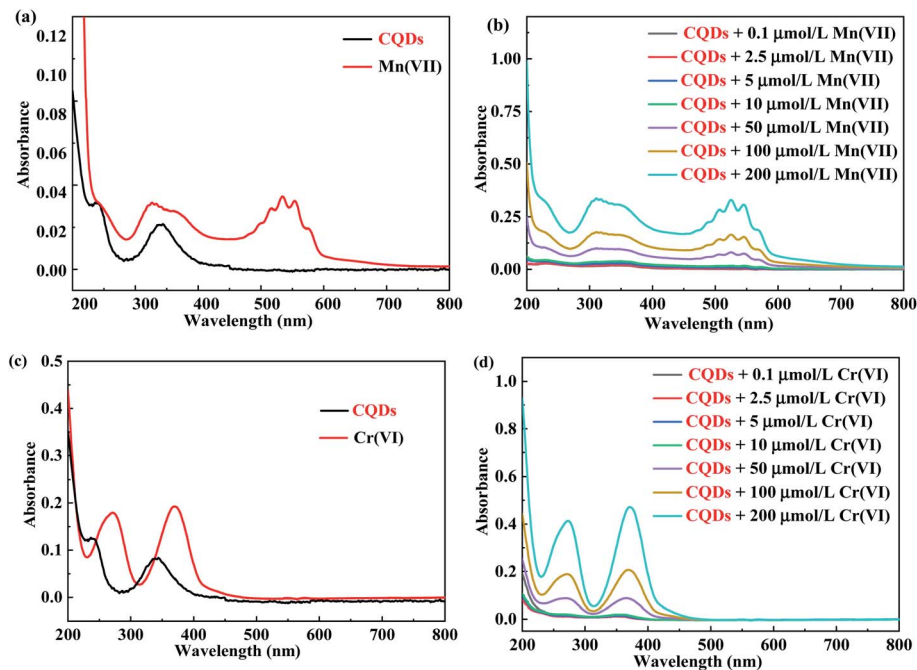 (a)
0.12
0.10
0.08
0.06
0.04
0.02
0.00
Absorbance
CQDs
Mn(VII)
200 300 400 500 600 700 800
Wavelength (nm)
(b)
1.00
0.75
0.50
0.25
0.00
Absorbance
CQDs + 0.1 μmol/L Mn(VII)
CQDs + 2.5 μmol/L Mn(VII)
CQDs + 5 μmol/L Mn(VII)
CQDs + 10 μmol/L Mn(VII)
CQDs + 50 μmol/L Mn(VII)
CQDs + 100 μmol/L Mn(VII)
CQDs + 200 μmol/L Mn(VII)
200 300 400 500 600 700 800
Wavelength (nm)
(c)
0.5
0.4
0.3
0.2
0.1
0.0
Absorbance
CQDs
Cr(VI)
200 300 400 500 600 700 800
Wavelength (nm)
(d)
1.0
0.8
0.6
0.4
0.2
0.0
Absorbance
CQDs + 0.1 μmol/L Cr(VI)
CQDs + 2.5 μmol/L Cr(VI)
CQDs + 5 μmol/L Cr(VI)
CQDs + 10 μmol/L Cr(VI)
CQDs + 50 μmol/L Cr(VI)
CQDs + 100 μmol/L Cr(VI)
CQDs + 200 μmol/L Cr(VI)
200 300 400 500 600 700 800
Wavelength (nm)